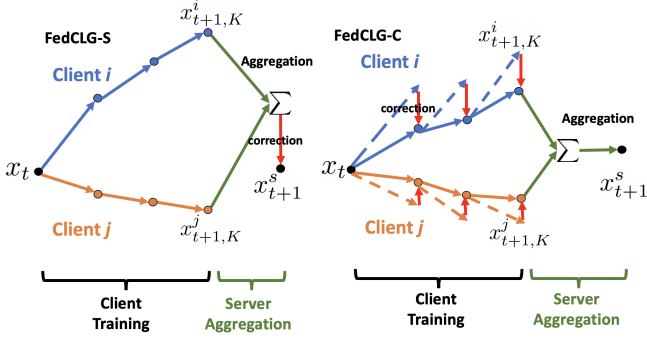 FedCLG-S
Client i
x^i_{t+1,K}
Aggregation
∑
correction
x_t
x^s_{t+1}
Client j
x^j_{t+1,K}
Client
Training
Server
Aggregation
FedCLG-C
Client i
x^i_{t+1,K}
correction
Aggregation
∑
x_t
x^s_{t+1}
Client j
x^j_{t+1,K}
Client
Training
Server
Aggregation